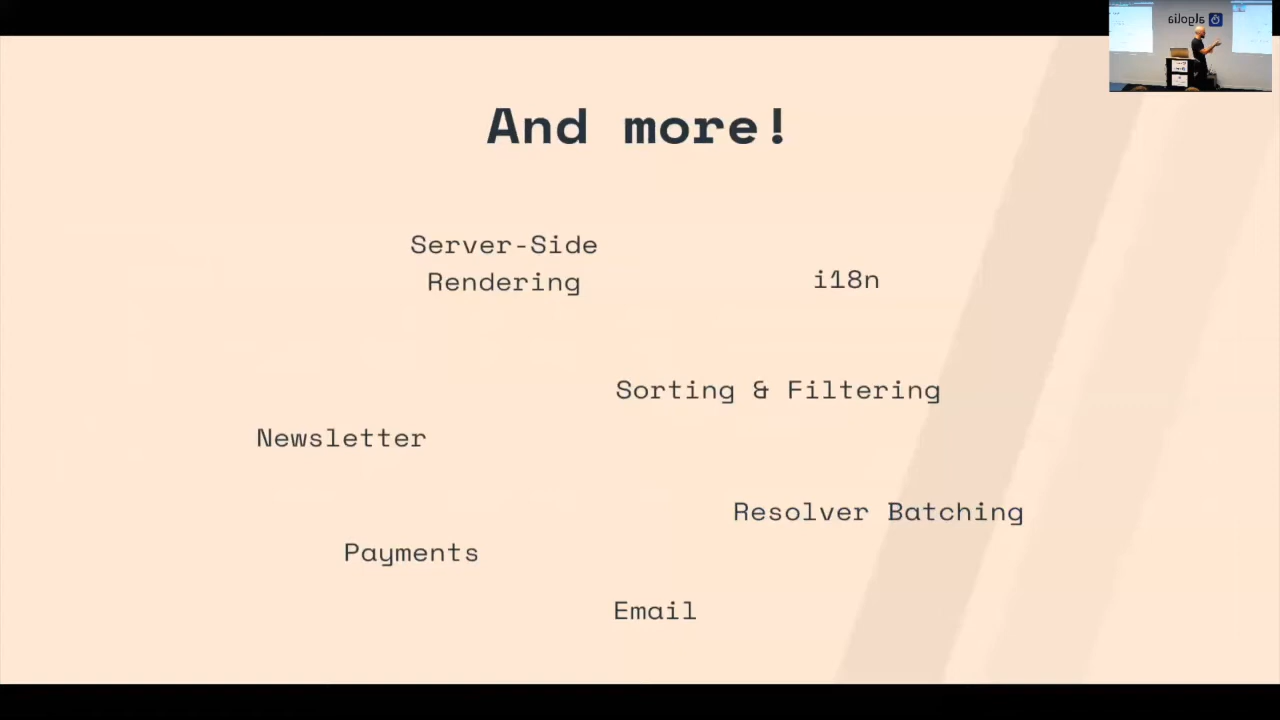 And more!
Server-Side
Rendering
i18n
Sorting & Filtering
Newsletter
Resolver Batching
Payments
Email
algolia